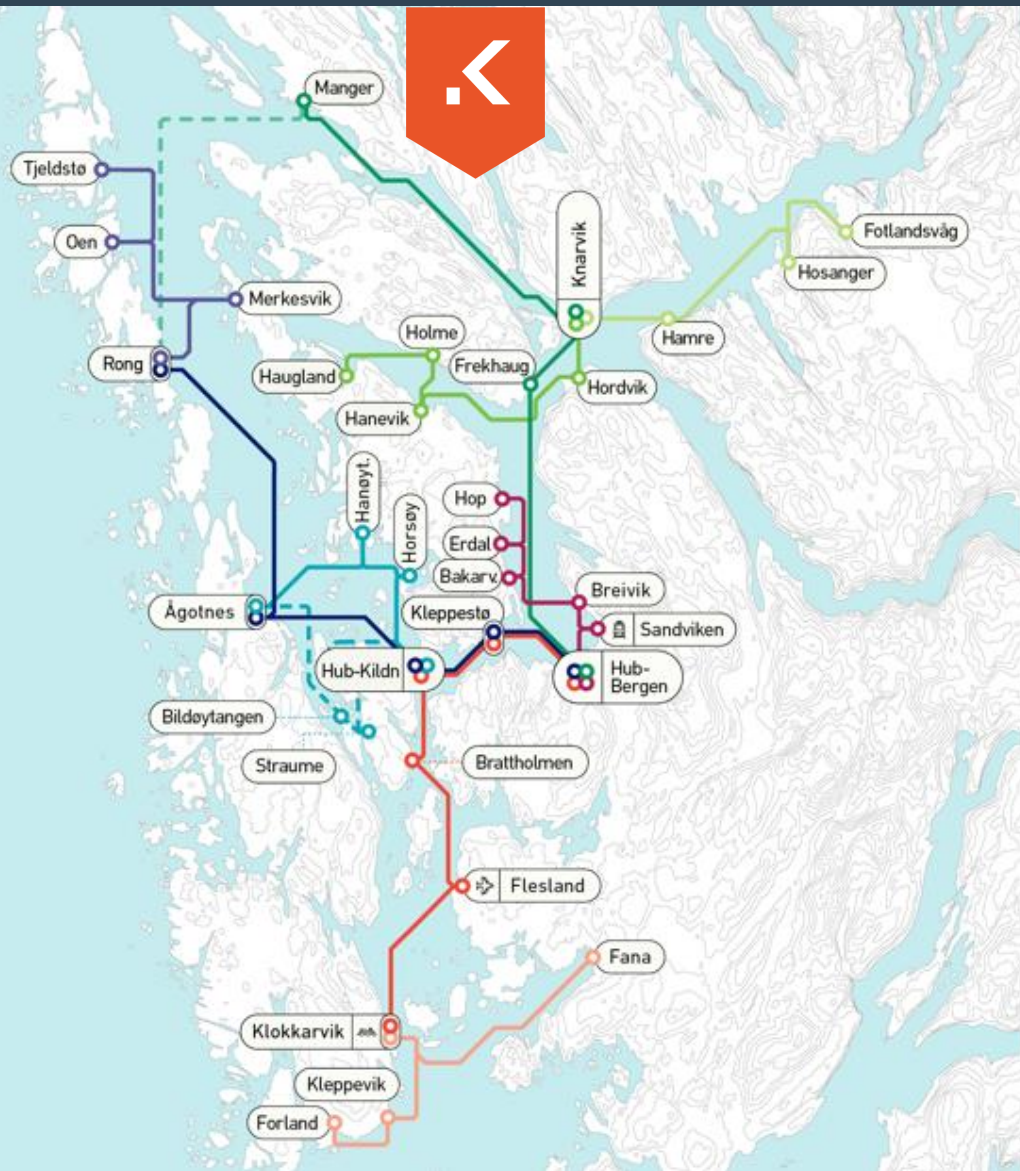 Manger
Tjeldstø
Oen
Knarvik
Fotlandsvåg
Hosanger
Merkesvik
Holme
Hamre
Rong
Haugland
Frekhaug
Hordvik
Hanevik
Hanøyt.
Hop
Horsøy
Erdal
Bakarv.
Breivik
Ågotnes
Kleppestø
Sandviken
Hub-Kildn
Hub-
Bergen
Bildøytangen
Straume
Brattholmen
Flesland
Fana
Klokkarvik
Kleppevik
Forland